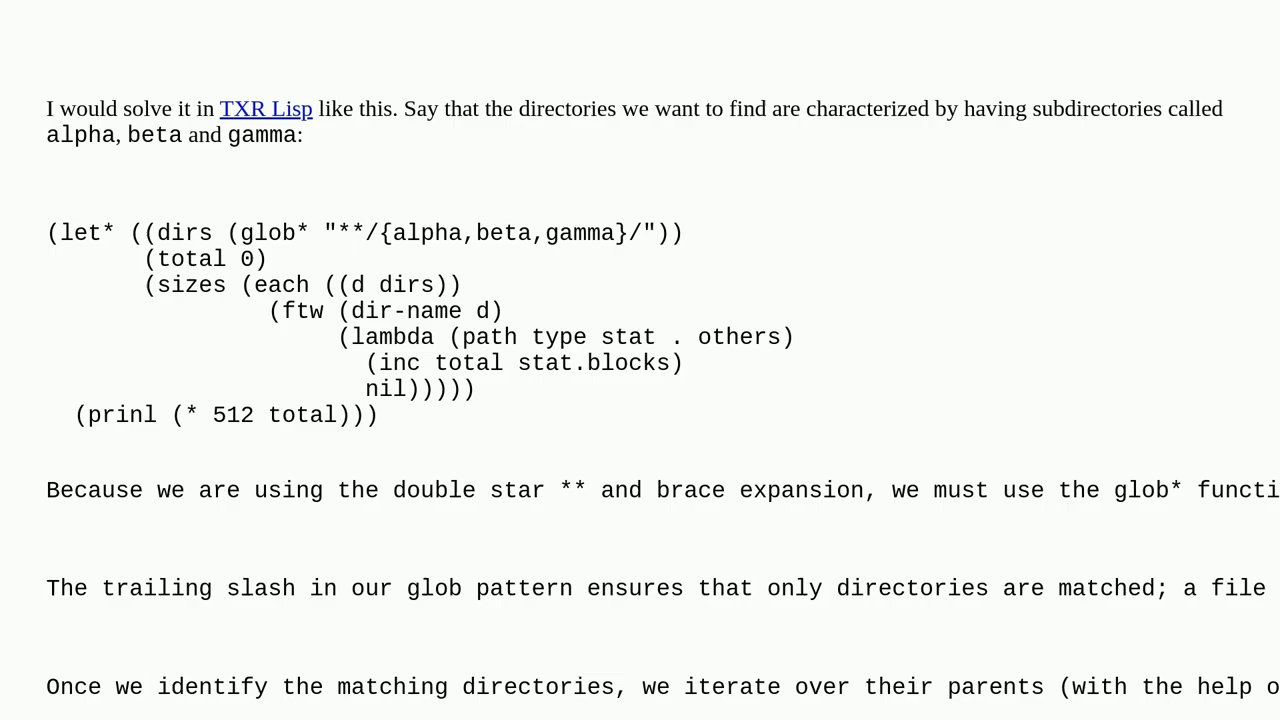 I would solve it in TXR Lisp like this. Say that the directories we want to find are characterized by having subdirectories called
alpha, beta and gamma:
(let* ((dirs (glob* "**/{alpha,beta,gamma}/"))
       (total 0)
       (sizes (each ((d dirs))
                (ftw (dir-name d)
                     (lambda (path type stat . others)
                       (inc total stat.blocks)
                       nil)))))
  (prinl (* 512 total)))
Because we are using the double star ** and brace expansion, we must use the glob* functi
The trailing slash in our glob pattern ensures that only directories are matched; a file
Once we identify the matching directories, we iterate over their parents (with the help o